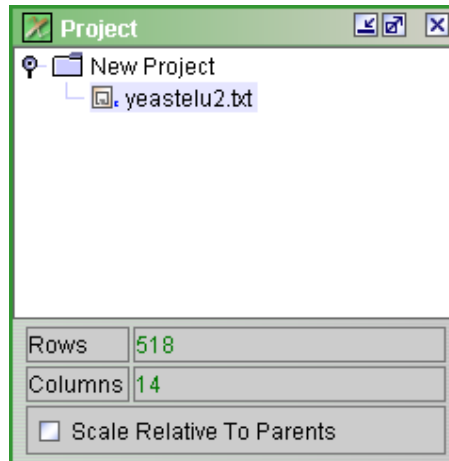 Project
New Project
yeastelu2.txt
Rows 518
Columns 14
Scale Relative To Parents